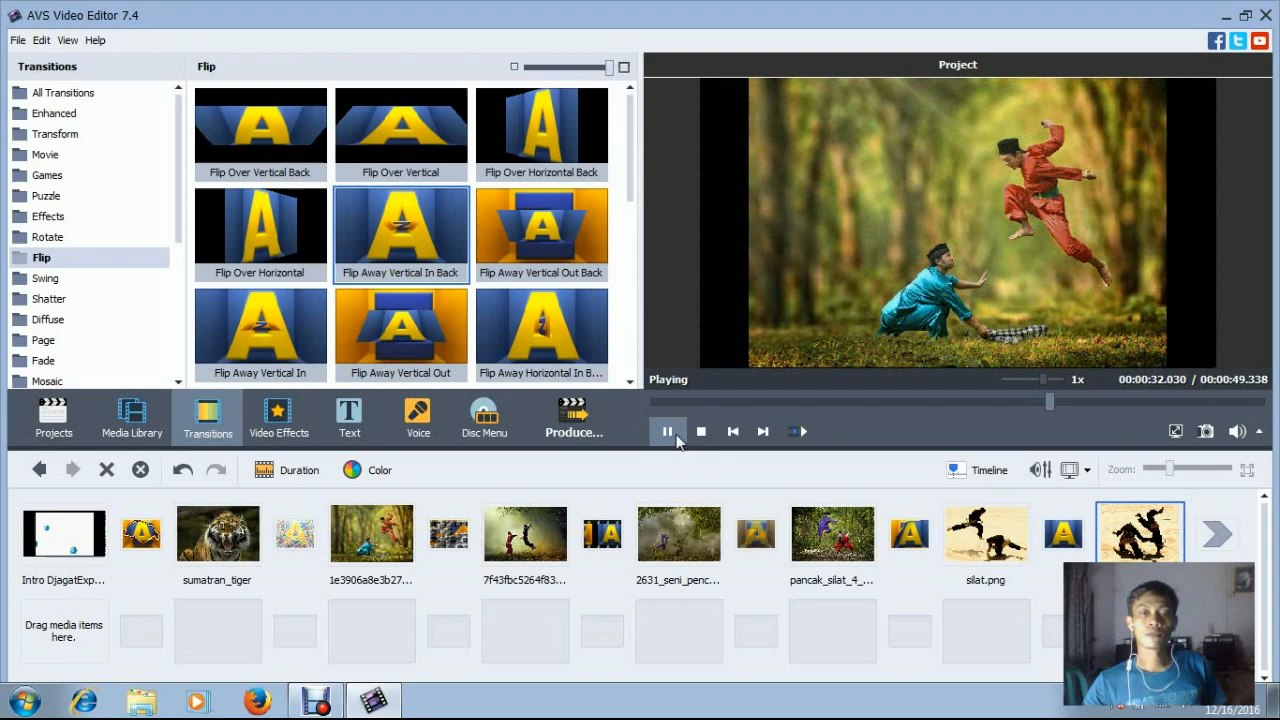 AVS Video Editor 7.4
File Edit View Help
Transitions
Flip
Project
All Transitions
Enhanced
Transform
Movie
Games
Puzzle
Effects
Rotate
Flip
Swing
Shatter
Diffuse
Page
Fade
Mosaic
Flip Over Vertical Back
Flip Over Vertical
Flip Over Horizontal Back
Flip Over Horizontal
Flip Away Vertical In Back
Flip Away Vertical Out Back
Flip Away Vertical In
Flip Away Vertical Out
Flip Away Horizontal In B...
Playing
1x
00:00:32.030 / 00:00:49.338
Projects
Media Library
Transitions
Video Effects
Text
Voice
Disc Menu
Produce...
Duration
Color
Timeline
Zoom:
Intro DjagatExp...
sumatran_tiger
1e3906a8e3b27...
7f43fbc5264f83...
2631_seni_penc...
pancak_silat_4_...
silat.png
Drag media items
here.
12/16/2016